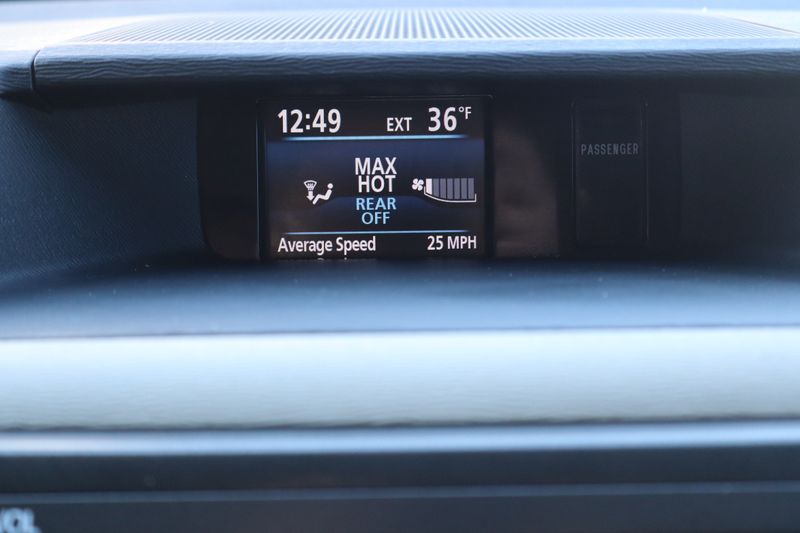 12:49 EXT 36°F
MAX
HOT
REAR
OFF
Average Speed 25 MPH
PASSENGER